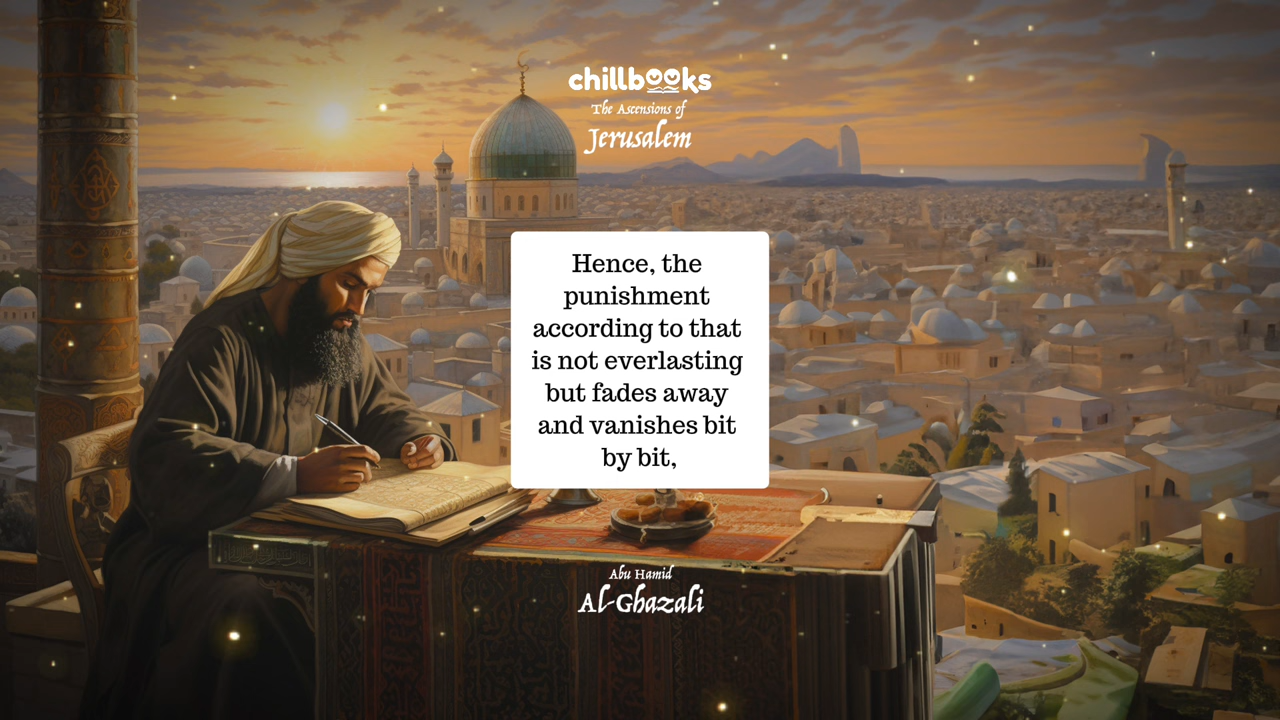 chillbooks
The Ascensions of
Jerusalem
Hence, the
punishment
according to that
is not everlasting
but fades away
and vanishes bit
by bit,
Abu Hamid
Al-Ghazali